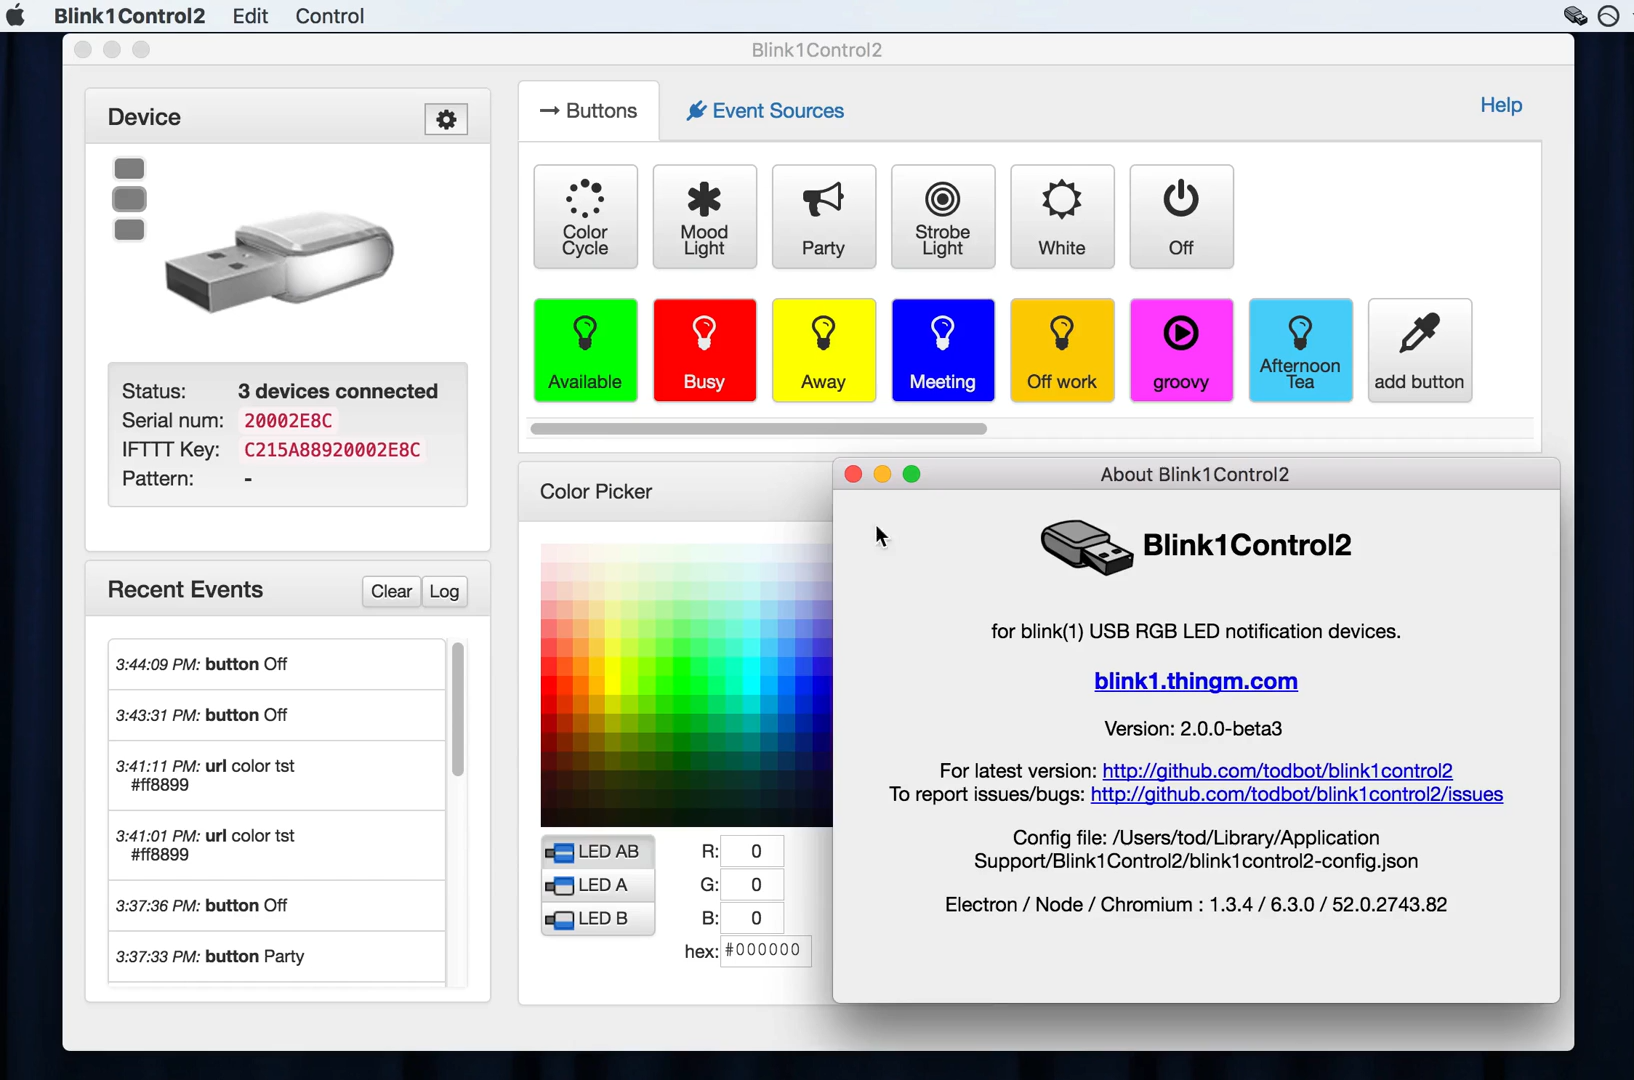 Blink1Control2 Edit Control
Blink1Control2
Device
Status: 3 devices connected
Serial num: 20002E8C
IFTTT Key: C215A88920002E8C
Pattern: -
Recent Events Clear Log
3:44:09 PM: button Off
3:43:31 PM: button Off
3:41:11 PM: url color tst
#ff8899
3:41:01 PM: url color tst
#ff8899
3:37:36 PM: button Off
3:37:33 PM: button Party
→ Buttons Event Sources Help
Color
Cycle
Mood
Light
Party
Strobe
Light
White
Off
Available
Busy
Away
Meeting
Off work
groovy
Afternoon
Tea
add button
Color Picker
LED AB
LED A
LED B
R: 0
G: 0
B: 0
hex: #000000
About Blink1Control2
Blink1Control2
for blink(1) USB RGB LED notification devices.
blink1.thingm.com
Version: 2.0.0-beta3
For latest version: http://github.com/todbot/blink1control2
To report issues/bugs: http://github.com/todbot/blink1control2/issues
Config file: /Users/tod/Library/Application
Support/Blink1Control2/blink1control2-config.json
Electron / Node / Chromium : 1.3.4 / 6.3.0 / 52.0.2743.82